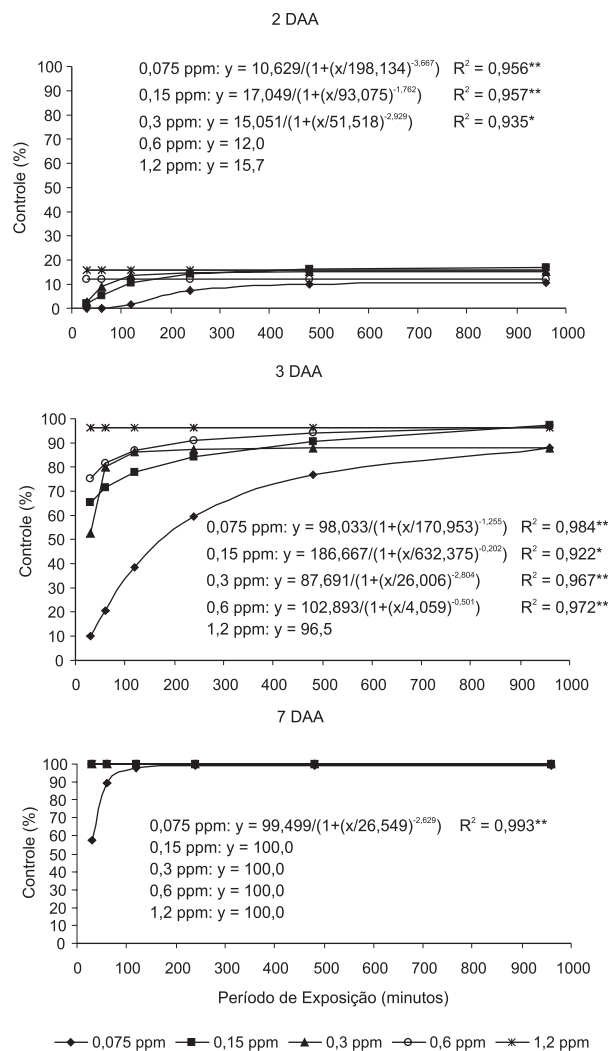 2 DAA
0,075 ppm: y = 10,629/(1+(x/198,134)-3,667) R2 = 0,956**
0,15 ppm: y = 17,049/(1+(x/93,075)-1,762) R2 = 0,957**
0,3 ppm: y = 15,051/(1+(x/51,518)-2,929) R2 = 0,935*
0,6 ppm: y = 12,0
1,2 ppm: y = 15,7
Controle (%)
100
90
80
70
60
50
40
30
20
10
0
0 100 200 300 400 500 600 700 800 900 1000
3 DAA
Controle (%)
100
90
80
70
60
50
40
30
20
10
0
0,075 ppm: y = 98,033/(1+(x/170,953)-1,255) R2 = 0,984**
0,15 ppm: y = 186,667/(1+(x/632,375)-0,202) R2 = 0,922*
0,3 ppm: y = 87,691/(1+(x/26,006)-2,804) R2 = 0,967**
0,6 ppm: y = 102,893/(1+(x/4,059)-0,501) R2 = 0,972**
1,2 ppm: y = 96,5
0 100 200 300 400 500 600 700 800 900 1000
7 DAA
Controle (%)
100
90
80
70
60
50
40
30
20
10
0
0,075 ppm: y = 99,499/(1+(x/26,549)-2,629) R2 = 0,993**
0,15 ppm: y = 100,0
0,3 ppm: y = 100,0
0,6 ppm: y = 100,0
1,2 ppm: y = 100,0
0 100 200 300 400 500 600 700 800 900 1000
Período de Exposição (minutos)
0,075 ppm 0,15 ppm 0,3 ppm 0,6 ppm 1,2 ppm